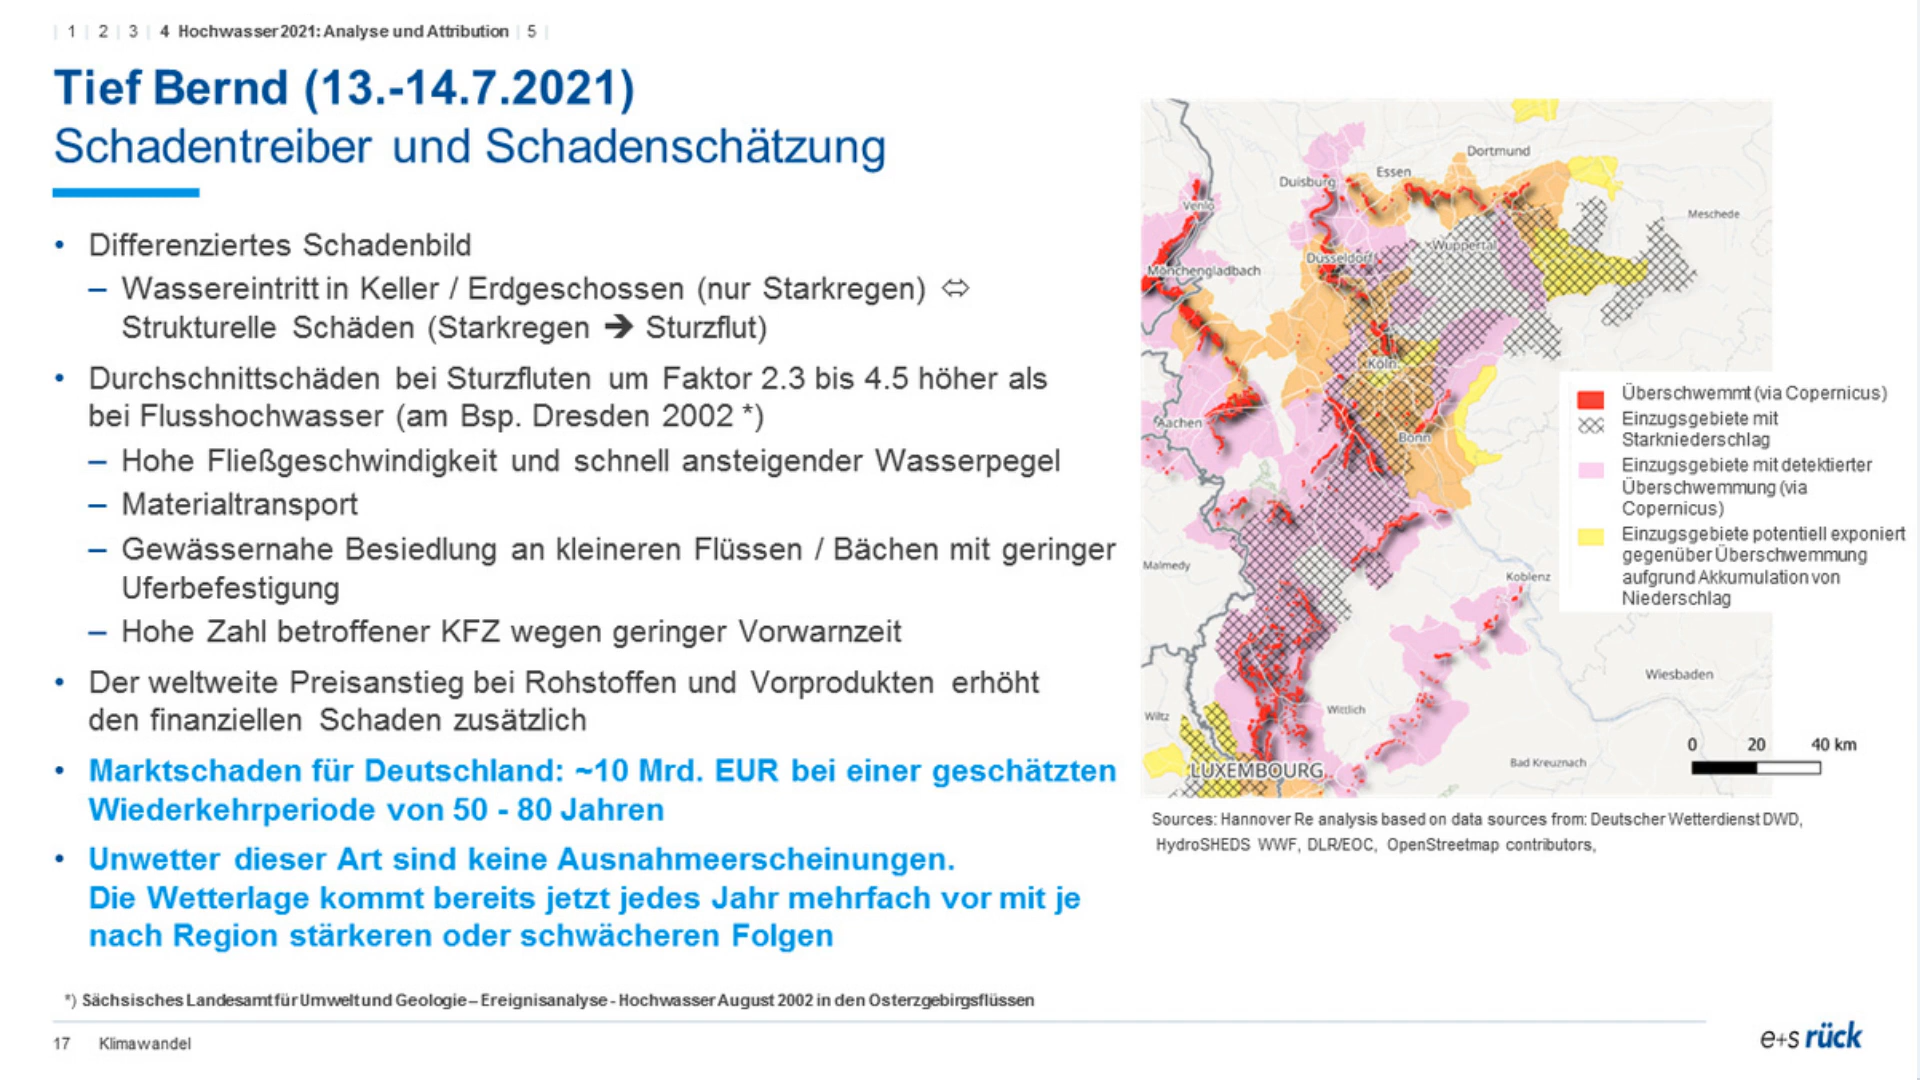 | 1 | 2 | 3 | 4 Hochwasser 2021: Analyse und Attribution | 5 |
Tief Bernd (13.-14.7.2021)
Schadentreiber und Schadenschätzung
• Differenziertes Schadenbild
– Wassereintritt in Keller / Erdgeschossen (nur Starkregen) ⇔
Strukturelle Schäden (Starkregen ➔ Sturzflut)
• Durchschnittschäden bei Sturzfluten um Faktor 2.3 bis 4.5 höher als
bei Flusshochwasser (am Bsp. Dresden 2002 *)
– Hohe Fließgeschwindigkeit und schnell ansteigender Wasserpegel
– Materialtransport
– Gewässernahe Besiedlung an kleineren Flüssen / Bächen mit geringer
Uferbefestigung
– Hohe Zahl betroffener KFZ wegen geringer Vorwarnzeit
• Der weltweite Preisanstieg bei Rohstoffen und Vorprodukten erhöht
den finanziellen Schaden zusätzlich
• Marktschaden für Deutschland: ~10 Mrd. EUR bei einer geschätzten
Wiederkehrperiode von 50 - 80 Jahren
• Unwetter dieser Art sind keine Ausnahmeerscheinungen.
Die Wetterlage kommt bereits jetzt jedes Jahr mehrfach vor mit je
nach Region stärkeren oder schwächeren Folgen
Dortmund
Essen
Duisburg
Venlo
Meschede
Wuppertal
Düsseldorf
Mönchengladbach
Köln
Aachen
Bonn
Malmedy
Koblenz
Wiesbaden
Wiltz
Wittlich
Bad Kreuznach
LUXEMBOURG
Überschwemmt (via Copernicus)
Einzugsgebiete mit
Starkniederschlag
Einzugsgebiete mit detektierter
Überschwemmung (via
Copernicus)
Einzugsgebiete potentiell exponiert
gegenüber Überschwemmung
aufgrund Akkumulation von
Niederschlag
0 20 40 km
Sources: Hannover Re analysis based on data sources from: Deutscher Wetterdienst DWD,
HydroSHEDS WWF, DLR/EOC, OpenStreetmap contributors,
*) Sächsisches Landesamt für Umwelt und Geologie – Ereignisanalyse - Hochwasser August 2002 in den Osterzgebirgsflüssen
17 Klimawandel
e+s rück